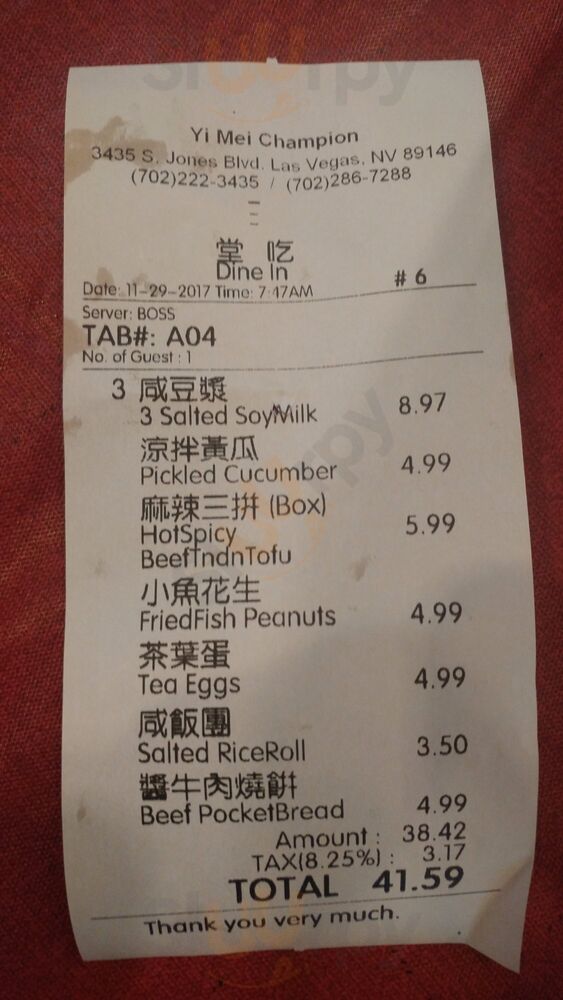 Sluurpy
Yi Mei Champion
3435 S. Jones Blvd. Las Vegas, NV 89146
(702)222-3435 / (702)286-7288
堂 吃
Dine In # 6
Date: 11-29-2017 Time: 7:47AM
Server: BOSS
TAB#: A04
No. of Guest : 1
3 咸豆漿
3 Salted SoyMilk 8.97
涼拌黃瓜
Pickled Cucumber 4.99
麻辣三拼 (Box)
HotSpicy 5.99
BeefTndnTofu
小魚花生
FriedFish Peanuts 4.99
茶葉蛋
Tea Eggs 4.99
咸飯團
Salted RiceRoll 3.50
醬牛肉燒餅
Beef PocketBread 4.99
Amount : 38.42
TAX(8.25%) : 3.17
TOTAL 41.59
Thank you very much.